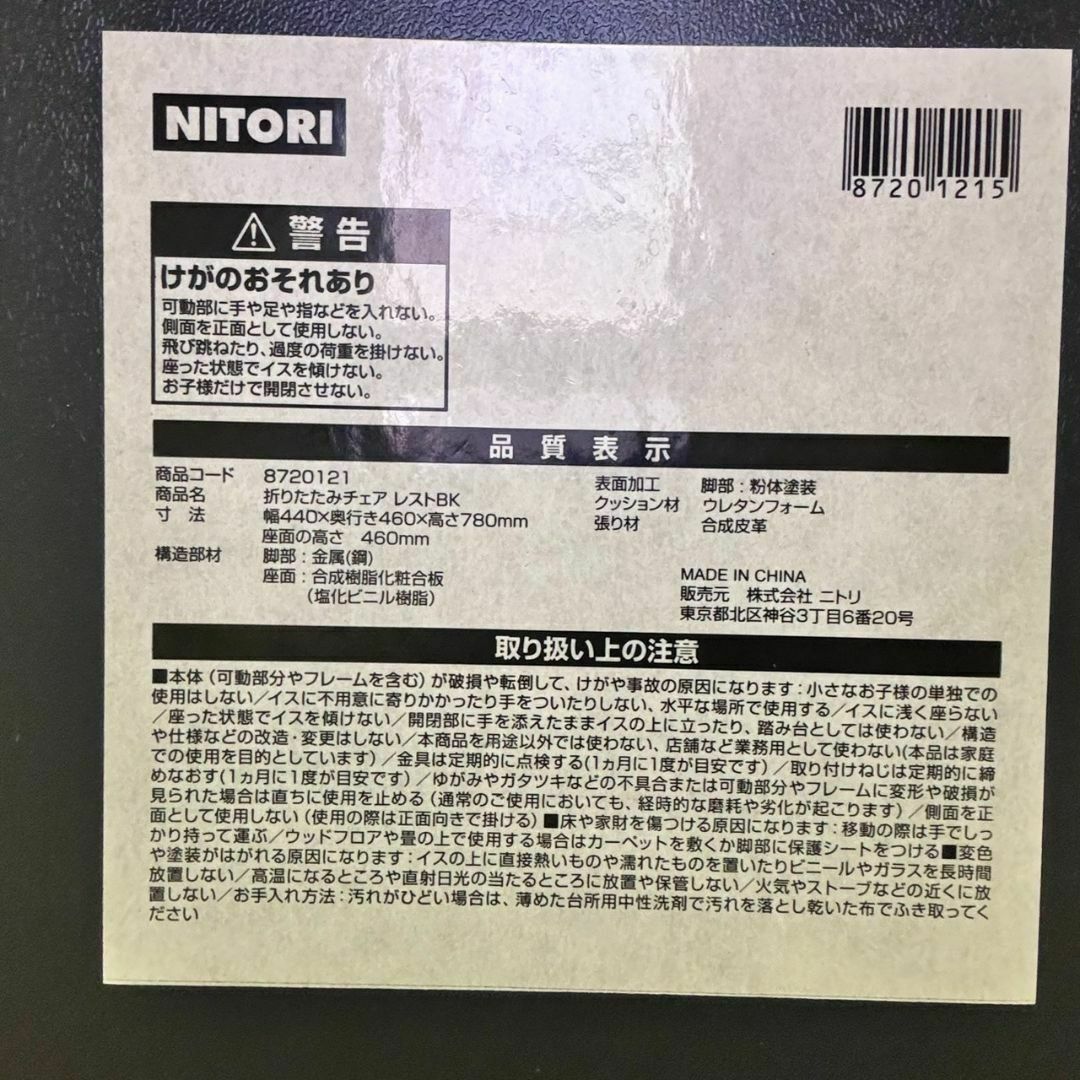 NITORI
8720 1215
警告
けがのおそれあり
可動部に手や足や指などを入れない。
側面を正面として使用しない。
飛び跳ねたり、過度の荷重を掛けない。
座った状態でイスを傾けない。
お子様だけで開閉させない。
品質表示
商品コード 8720121
商品名 折りたたみチェア レストBK
寸 法 幅440×奥行き460×高さ780mm
座面の高さ 460mm
構造部材 脚部：金属(鋼)
座面：合成樹脂化粧合板
（塩化ビニル樹脂）
表面加工 脚部：粉体塗装
クッション材 ウレタンフォーム
張り材 合成皮革
MADE IN CHINA
販売元 株式会社 ニトリ
東京都北区神谷3丁目6番20号
取り扱い上の注意
■本体（可動部分やフレームを含む）が破損や転倒して、けがや事故の原因になります：小さなお子様の単独での
使用はしない／イスに不用意に寄りかかったり手をついたりしない、水平な場所で使用する／イスに浅く座らない
／座った状態でイスを傾けない／開閉部に手を添えたままイスの上に立ったり、踏み台としては使わない／構造
や仕様などの改造・変更はしない／本商品を用途以外では使わない、店舗など業務用として使わない(本品は家庭
での使用を目的としています）／金具は定期的に点検する(1ヵ月に1度が目安です）／取り付けねじは定期的に締
めなおす(1ヵ月に1度が目安です）／ゆがみやガタツキなどの不具合または可動部分やフレームに変形や破損が
見られた場合は直ちに使用を止める（通常のご使用においても、経時的な磨耗や劣化が起こります）／側面を正
面として使用しない（使用の際は正面向きで掛ける）■床や家財を傷つける原因になります：移動の際は手でしっ
かり持って運ぶ／ウッドフロアや畳の上で使用する場合はカーペットを敷くか脚部に保護シートをつける■変色
や塗装がはがれる原因になります：イスの上に直接熱いものや濡れたものを置いたりビニールやガラスを長時間
放置しない／高温になるところや直射日光の当たるところに放置や保管しない／火気やストーブなどの近くに放
置しない／お手入れ方法：汚れがひどい場合は、薄めた台所用中性洗剤で汚れを落とし乾いた布でふき取ってく
ださい